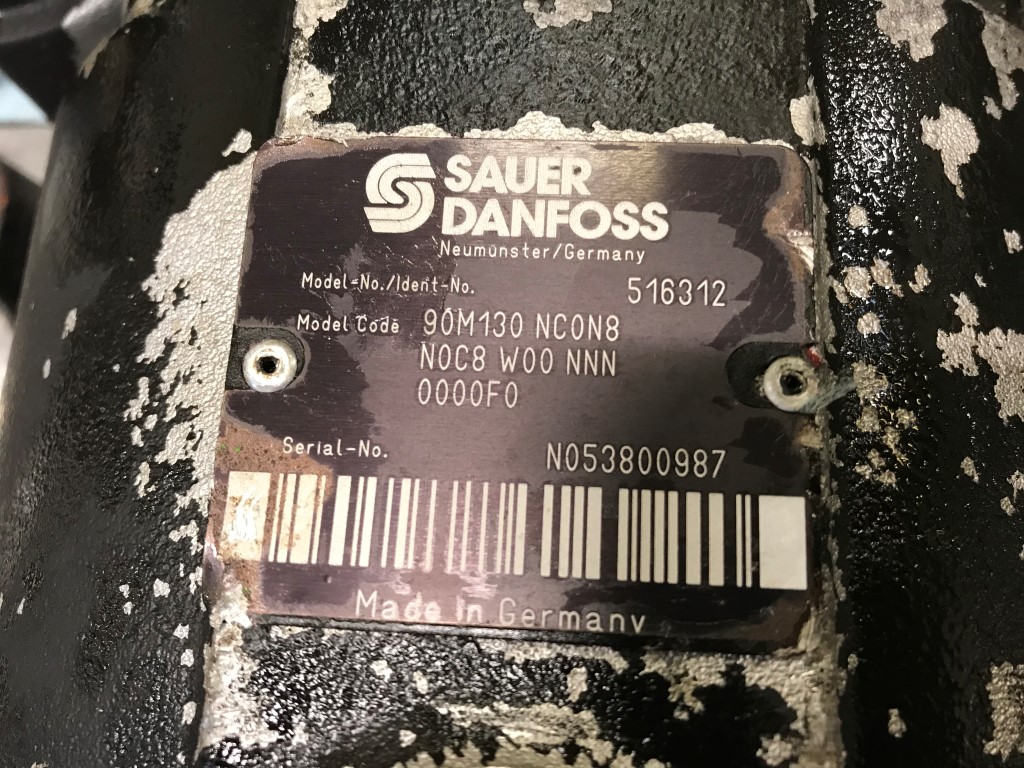 SAUER
DANFOSS
Neumünster/Germany
Model-No./Ident-No. 516312
Model Code 90M130 NC0N8
N0C8 W00 NNN
0000F0
Serial-No. N053800987
Made in Germany